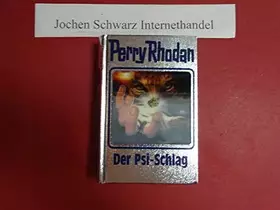 Jochen Schwarz Internethandel
Perry Rhodan
Der Psi-Schlag